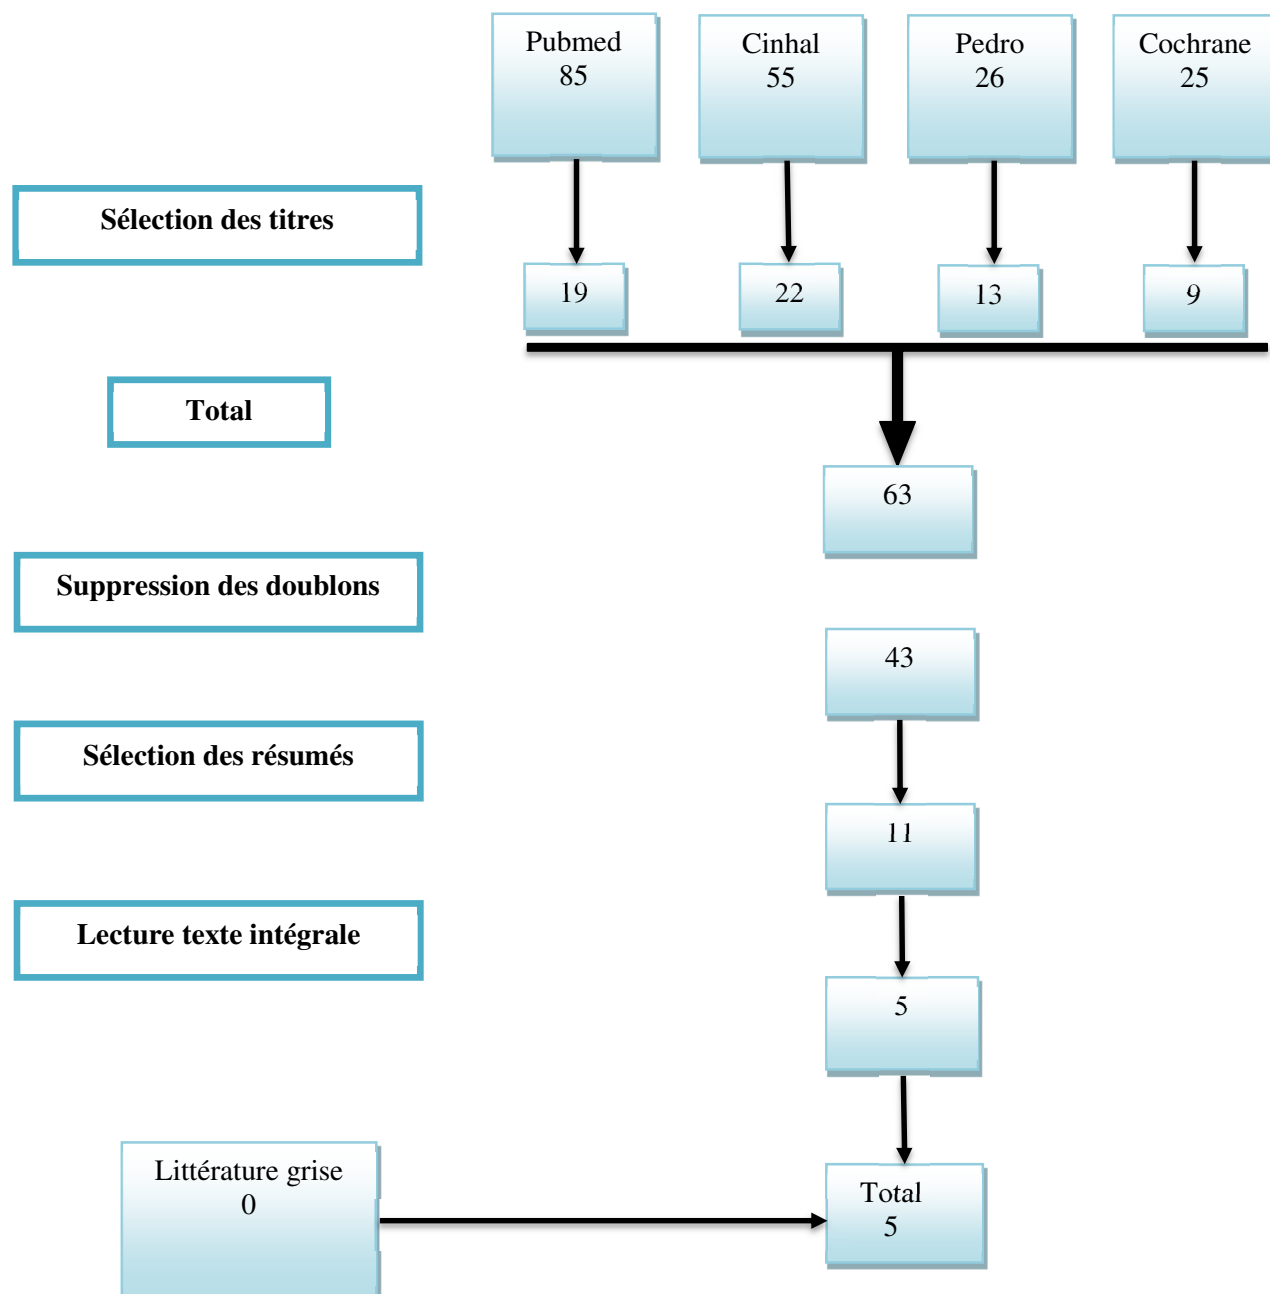 Pubmed
85
Cinhal
55
Pedro
26
Cochrane
25
Sélection des titres
19
22
13
9
Total
63
Suppression des doublons
43
Sélection des résumés
11
Lecture texte intégrale
5
Littérature grise
0
Total
5